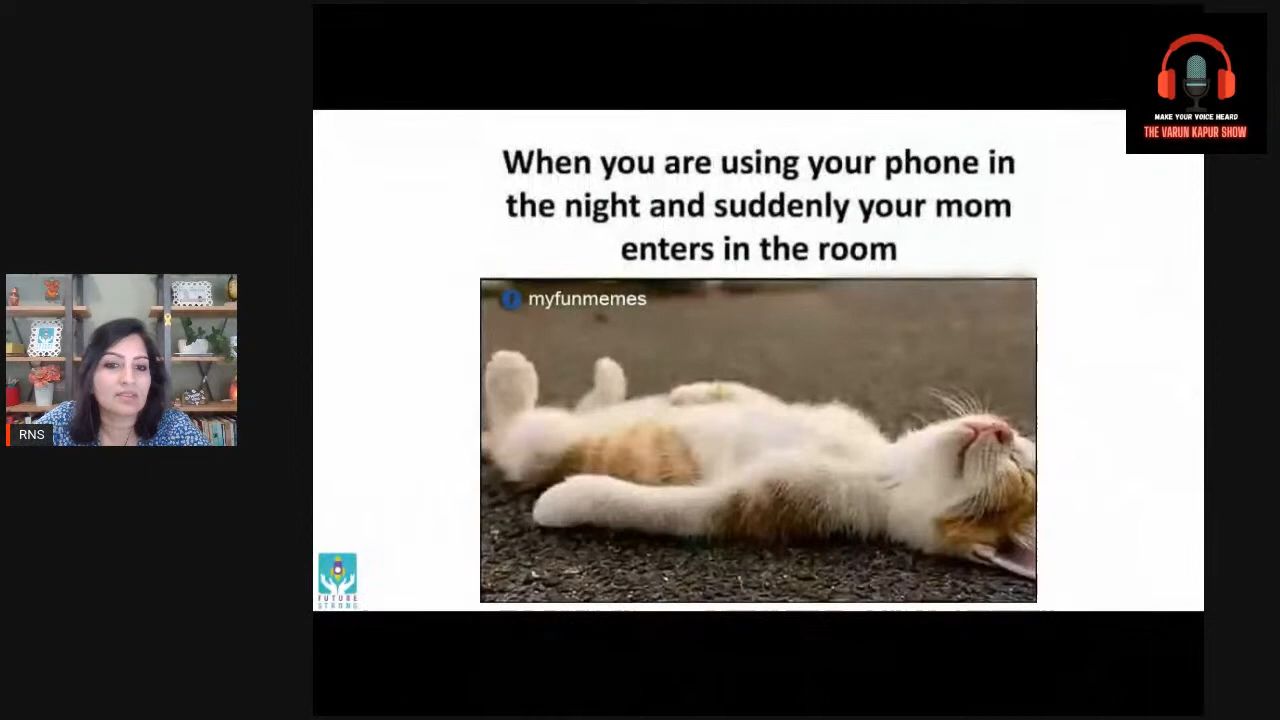 MAKE YOUR VOICE HEARD
THE VARUN KAPUR SHOW
When you are using your phone in
the night and suddenly your mom
enters in the room
myfunmemes
RNS
FUTURE
STRONG